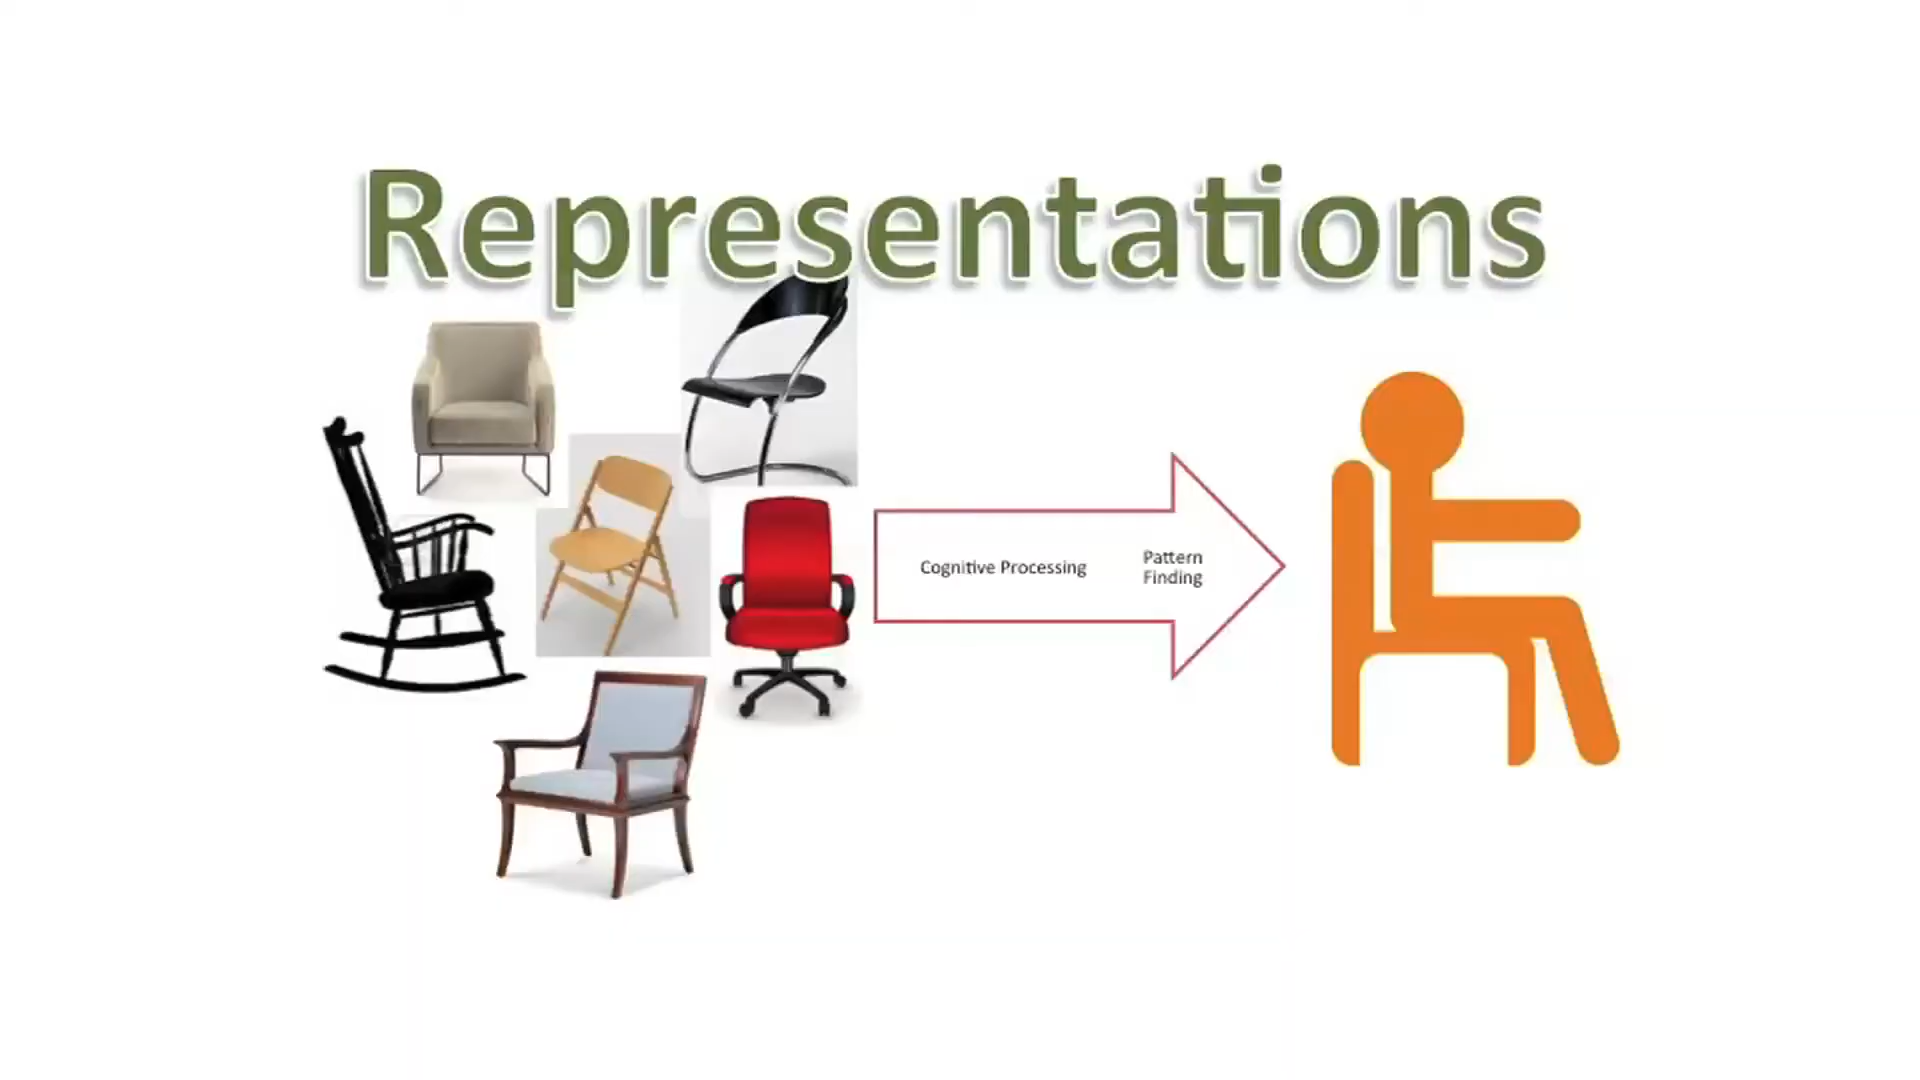 Representations
Cognitive Processing
Pattern
Finding